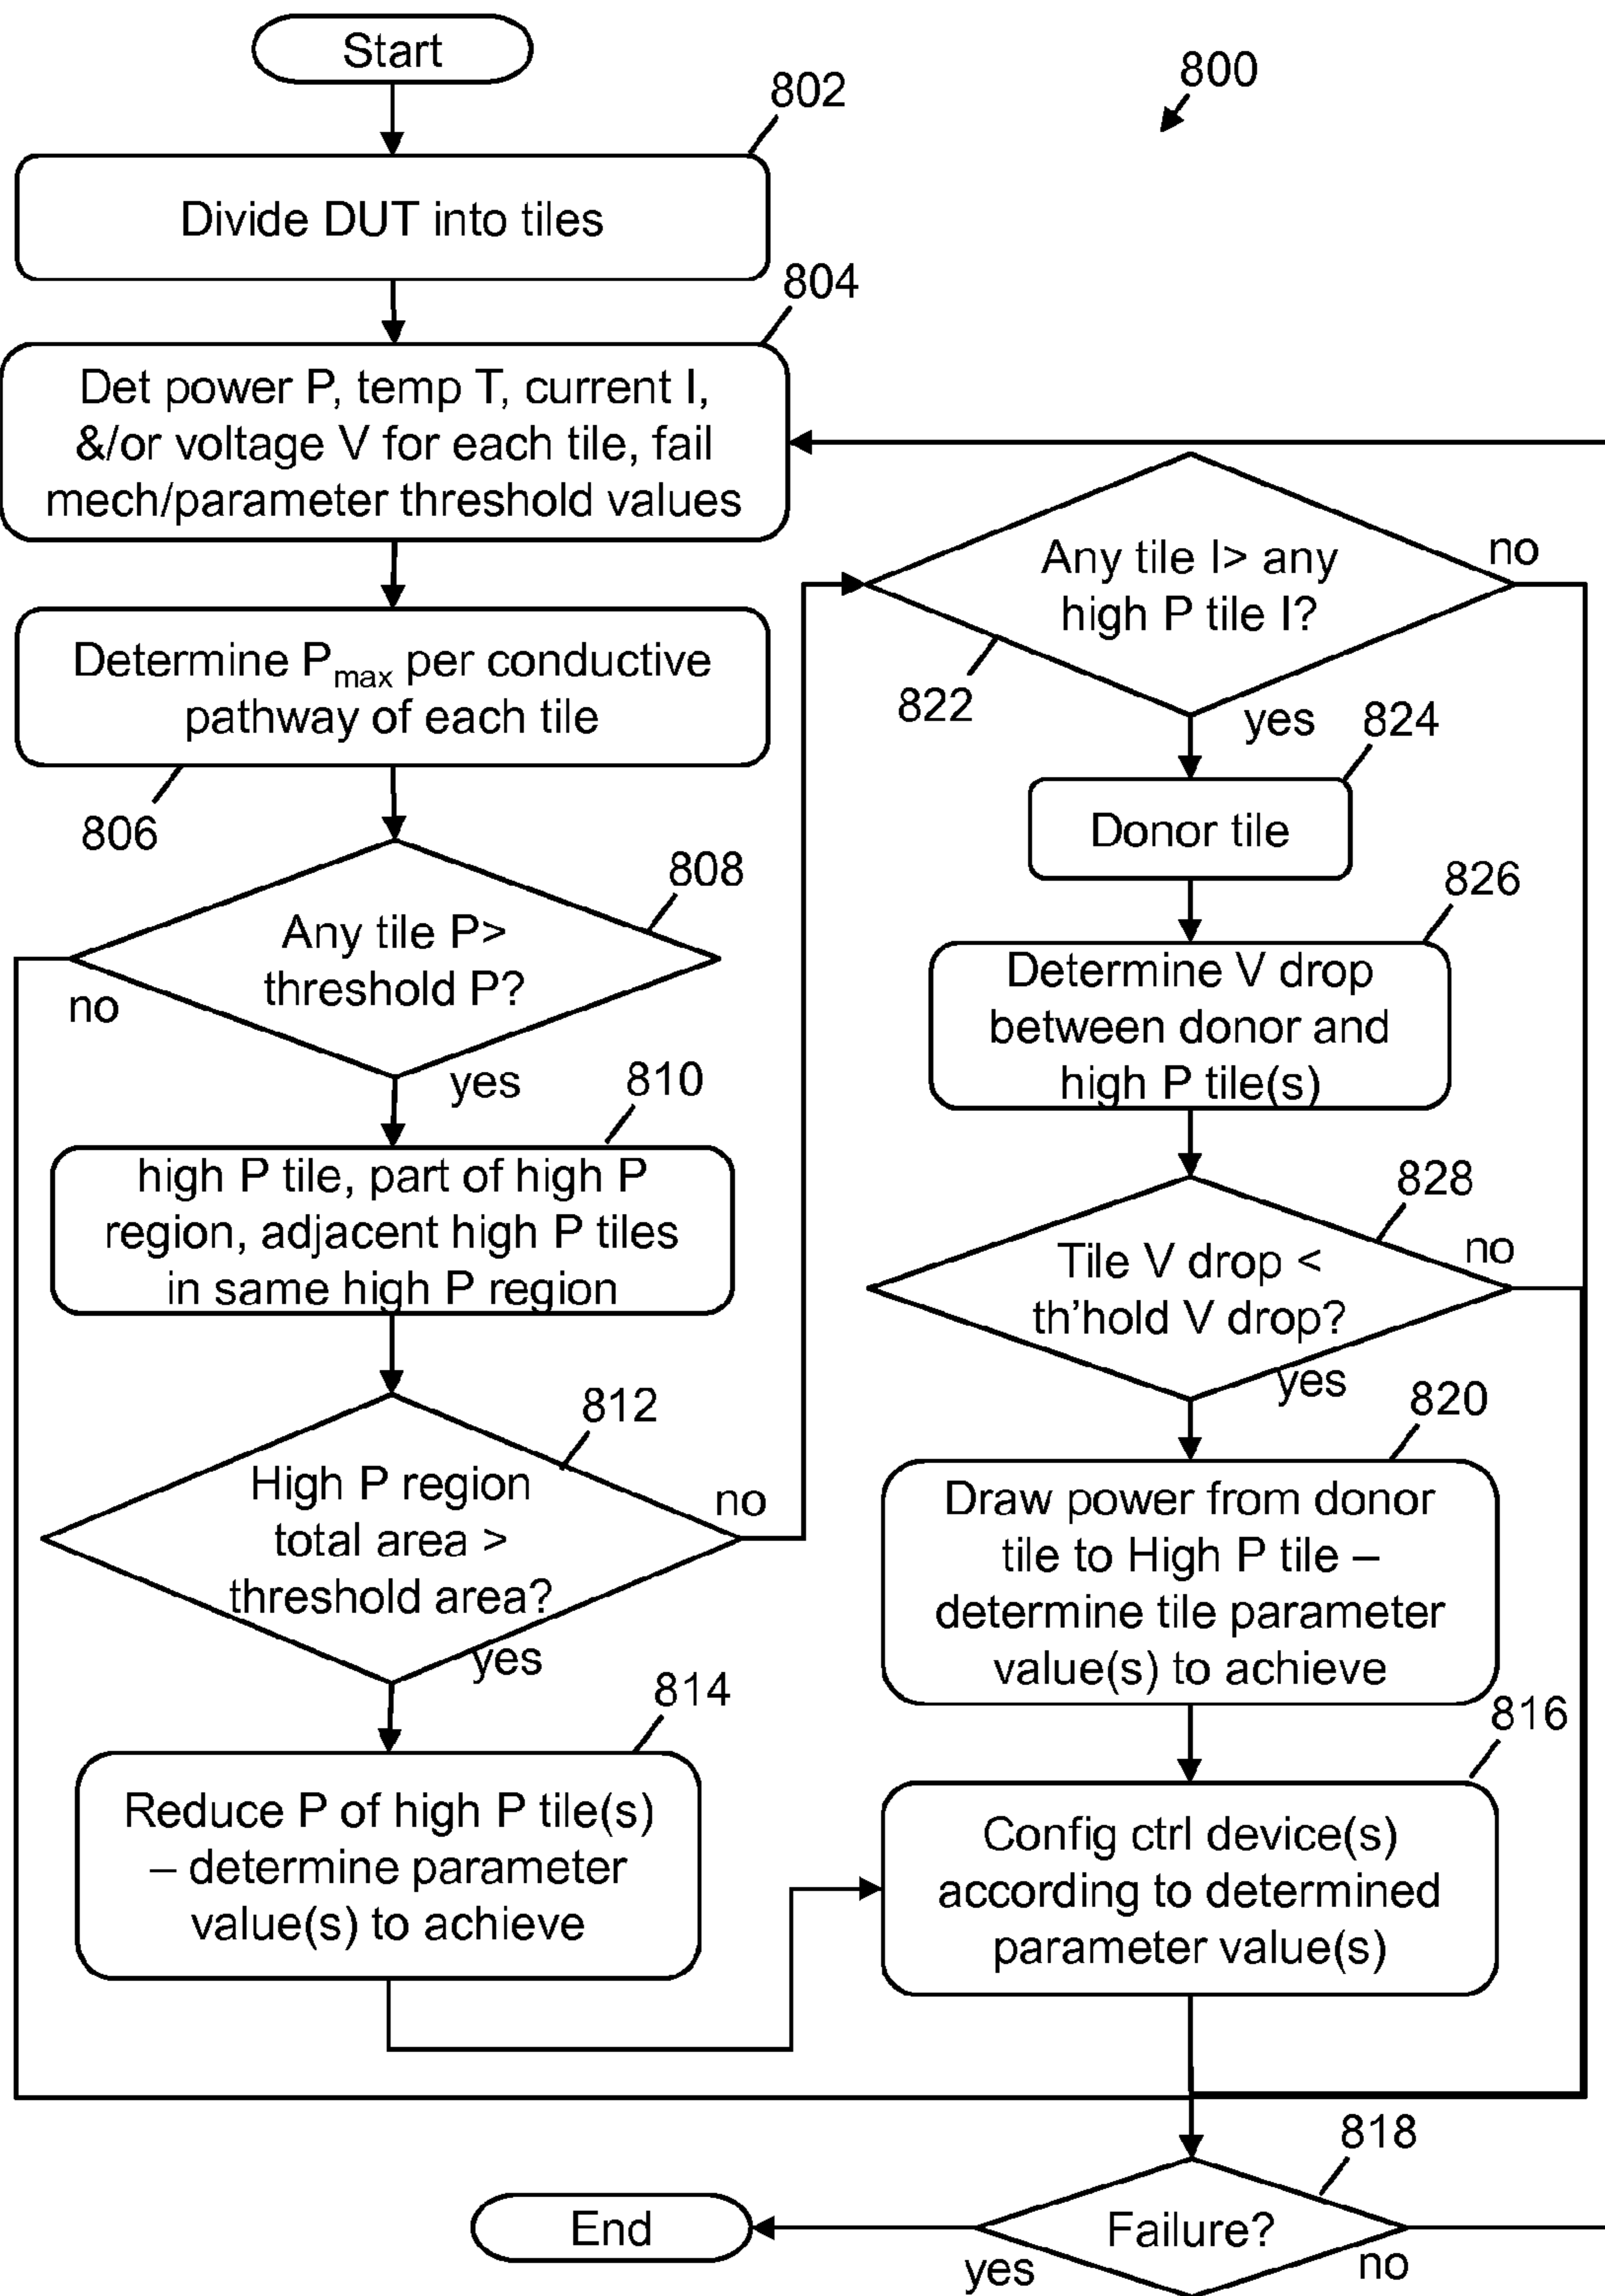 Start
800
802
Divide DUT into tiles
804
Det power P, temp T, current I,
&/or voltage V for each tile, fail
mech/parameter threshold values
Determine Pmax per conductive
pathway of each tile
806
808
Any tile P>
threshold P?
no
yes
810
high P tile, part of high P
region, adjacent high P tiles
in same high P region
812
High P region
total area >
threshold area?
no
yes
814
Reduce P of high P tile(s)
– determine parameter
value(s) to achieve
Any tile I> any
high P tile I?
no
822
yes
824
Donor tile
826
Determine V drop
between donor and
high P tile(s)
828
Tile V drop <
th'hold V drop?
no
yes
820
Draw power from donor
tile to High P tile –
determine tile parameter
value(s) to achieve
816
Config ctrl device(s)
according to determined
parameter value(s)
818
Failure?
yes
no
End